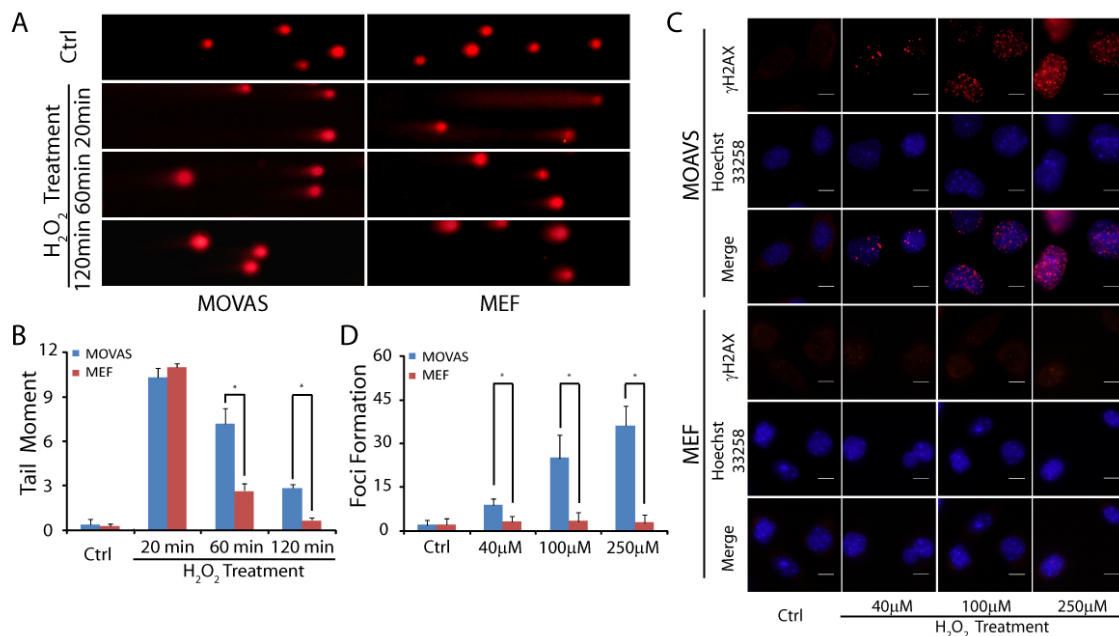 A
Ctrl
H2O2 Treatment
20min
60min
120min
MOVAS
MEF
B
MOVAS
MEF
Tail Moment
12
9
6
3
0
Ctrl
20 min
60 min
120 min
H2O2 Treatment
*
*
D
MOVAS
MEF
Foci Formation
60
45
30
15
0
Ctrl
40μM
100μM
250μM
H2O2 Treatment
*
*
*
C
MOAVS
γH2AX
Hoechst
33258
Merge
MEF
γH2AX
Hoechst
33258
Merge
Ctrl
40μM
100μM
250μM
H2O2 Treatment